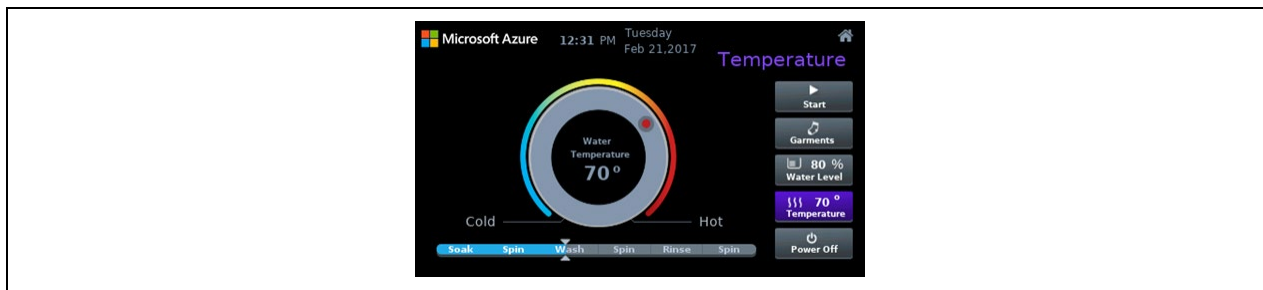 Microsoft Azure
12:31 PM
Tuesday
Feb 21,2017
Temperature
Start
Garments
80 %
Water Level
70 °
Temperature
Power Off
Water
Temperature
70 °
Cold
Hot
Soak Spin Wash Spin Rinse Spin